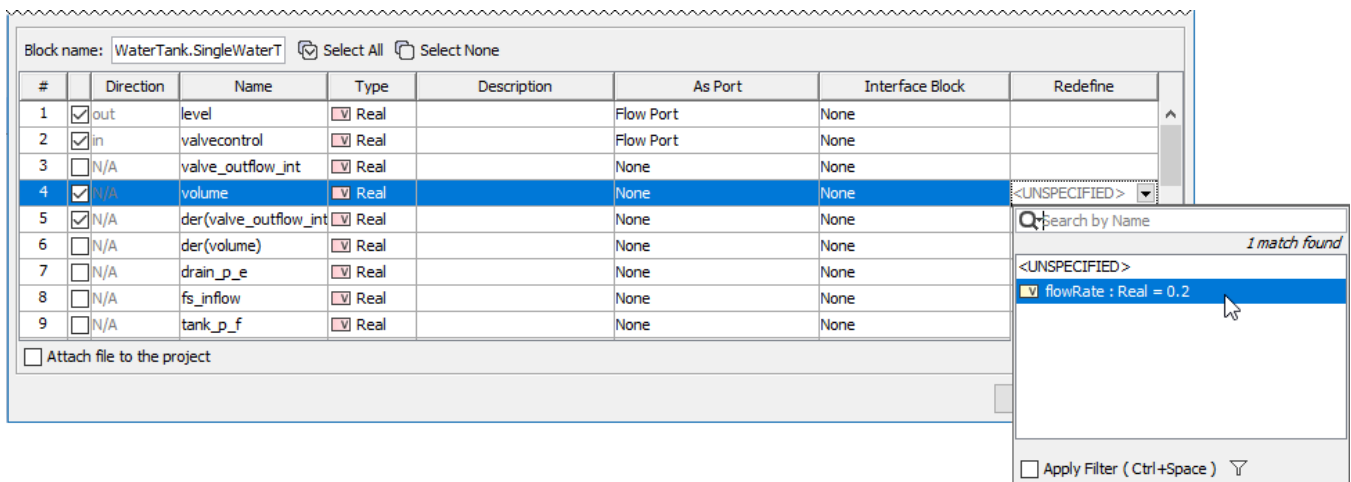 Block name: WaterTank.SingleWaterT Select All Select None
# Direction Name Type Description As Port Interface Block Redefine
1 out level V Real Flow Port None
2 in valvecontrol V Real Flow Port None
3 N/A valve_outflow_int V Real None None
4 N/A volume V Real None None <UNSPECIFIED>
5 N/A der(valve_outflow_int V Real None None
6 N/A der(volume) V Real None None
7 N/A drain_p_e V Real None None
8 N/A fs_inflow V Real None None
9 N/A tank_p_f V Real None None
Search by Name
1 match found
<UNSPECIFIED>
V flowRate : Real = 0.2
Attach file to the project
Apply Filter ( Ctrl+Space )